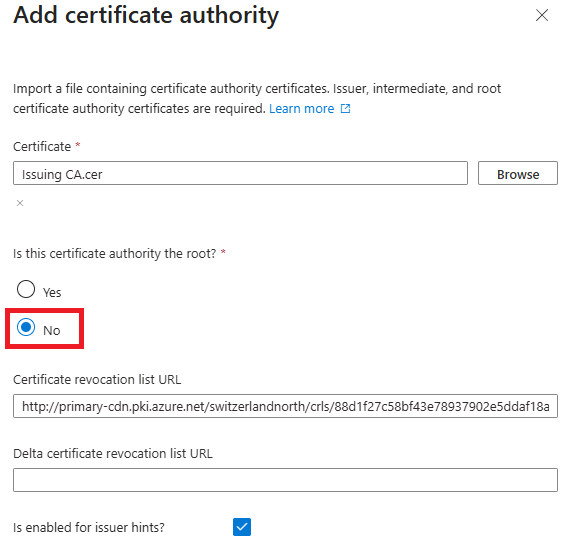 Add certificate authority
Import a file containing certificate authority certificates. Issuer, intermediate, and root
certificate authority certificates are required. Learn more
Certificate *
Issuing CA.cer
Browse
Is this certificate authority the root? *
Yes
No
Certificate revocation list URL
http://primary-cdn.pki.azure.net/switzerlandnorth/crls/88d1f27c58bf43e78937902e5ddaf18a
Delta certificate revocation list URL
Is enabled for issuer hints?